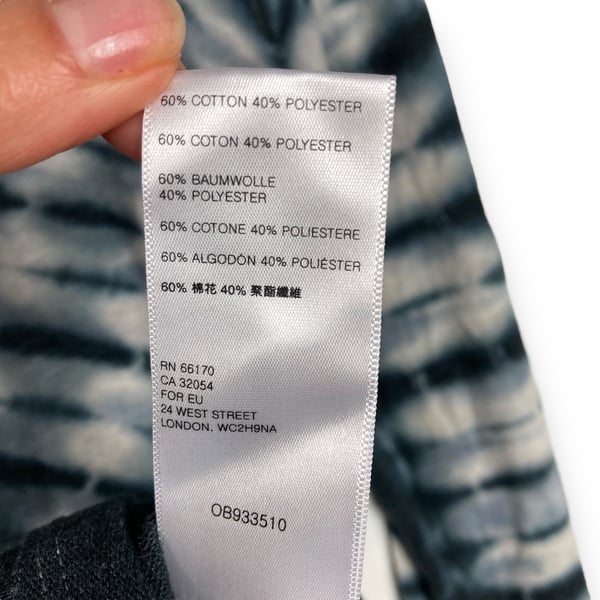 60% COTTON 40% POLYESTER
60% COTON 40% POLYESTER
60% BAUMWOLLE
40% POLYESTER
60% COTONE 40% POLIESTERE
60% ALGODÓN 40% POLIÉSTER
60% 棉花 40% 聚酯纖維
RN 66170
CA 32054
FOR EU
24 WEST STREET
LONDON, WC2H9NA
OB933510